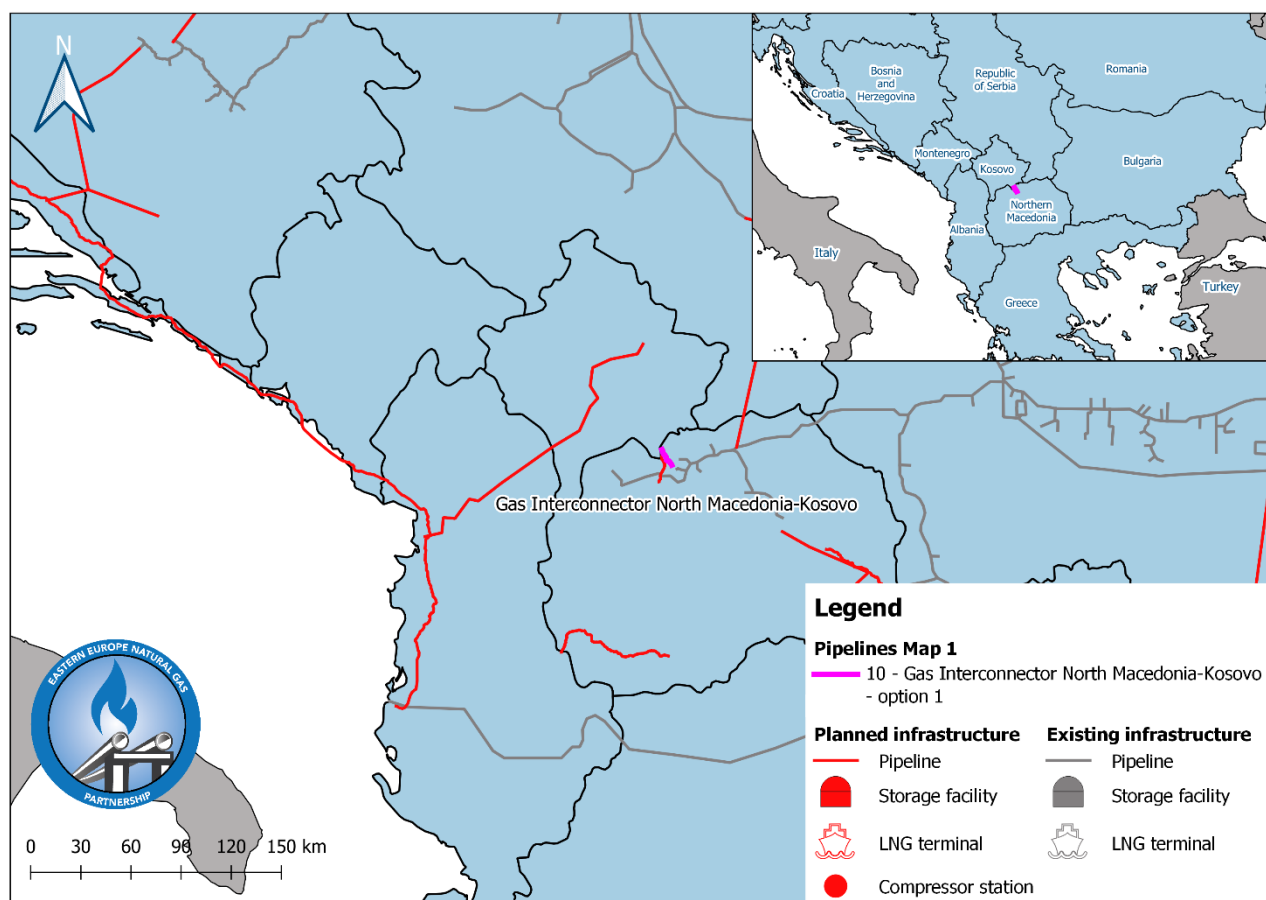 N
Bosnia
and
Herzegovina
Croatia
Republic
of Serbia
Romania
Montenegro
Kosovo
Bulgaria
Northern
Macedonia
Albania
Italy
Greece
Turkey
Gas Interconnector North Macedonia-Kosovo
EASTERN EUROPE NATURAL GAS
PARTNERSHIP
0 30 60 90 120 150 km
Legend
Pipelines Map 1
10 - Gas Interconnector North Macedonia-Kosovo
- option 1
Planned infrastructure
Pipeline
Storage facility
LNG terminal
Compressor station
Existing infrastructure
Pipeline
Storage facility
LNG terminal